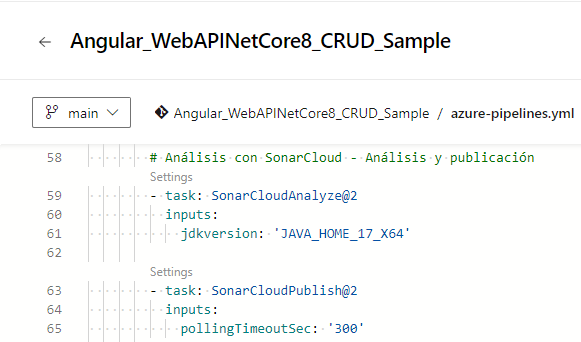 Angular_WebAPINetCore8_CRUD_Sample
main Angular_WebAPINetCore8_CRUD_Sample / azure-pipelines.yml
58 # Análisis con SonarCloud - Análisis y publicación
Settings
59 - task: SonarCloudAnalyze@2
60 inputs:
61 jdkversion: 'JAVA_HOME_17_X64'
62
Settings
63 - task: SonarCloudPublish@2
64 inputs:
65 pollingTimeoutSec: '300'